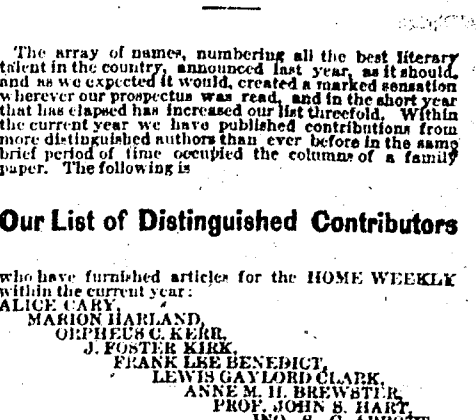 The array of names, numbering all the best literary
talent in the country, announced last year, as it should,
and as we expected it would, created a marked sensation
wherever our prospectus was read, and in the short year
that has elapsed has increased our list threefold. Within
the current year we have published contributions from
more distinguished authors than ever before in the same
brief period of time occupied the columns of a family
paper. The following is
Our List of Distinguished Contributors
who have furnished articles for the HOME WEEKLY
within the current year:
ALICE CARY,
MARION HARLAND,
ORPHEUS C. KERR,
J. FOSTER KIRK,
FRANK LEE BENEDICT,
LEWIS GAYLORD CLARK,
ANNE M. H. BREWSTER,
PROF. JOHN S. HART,